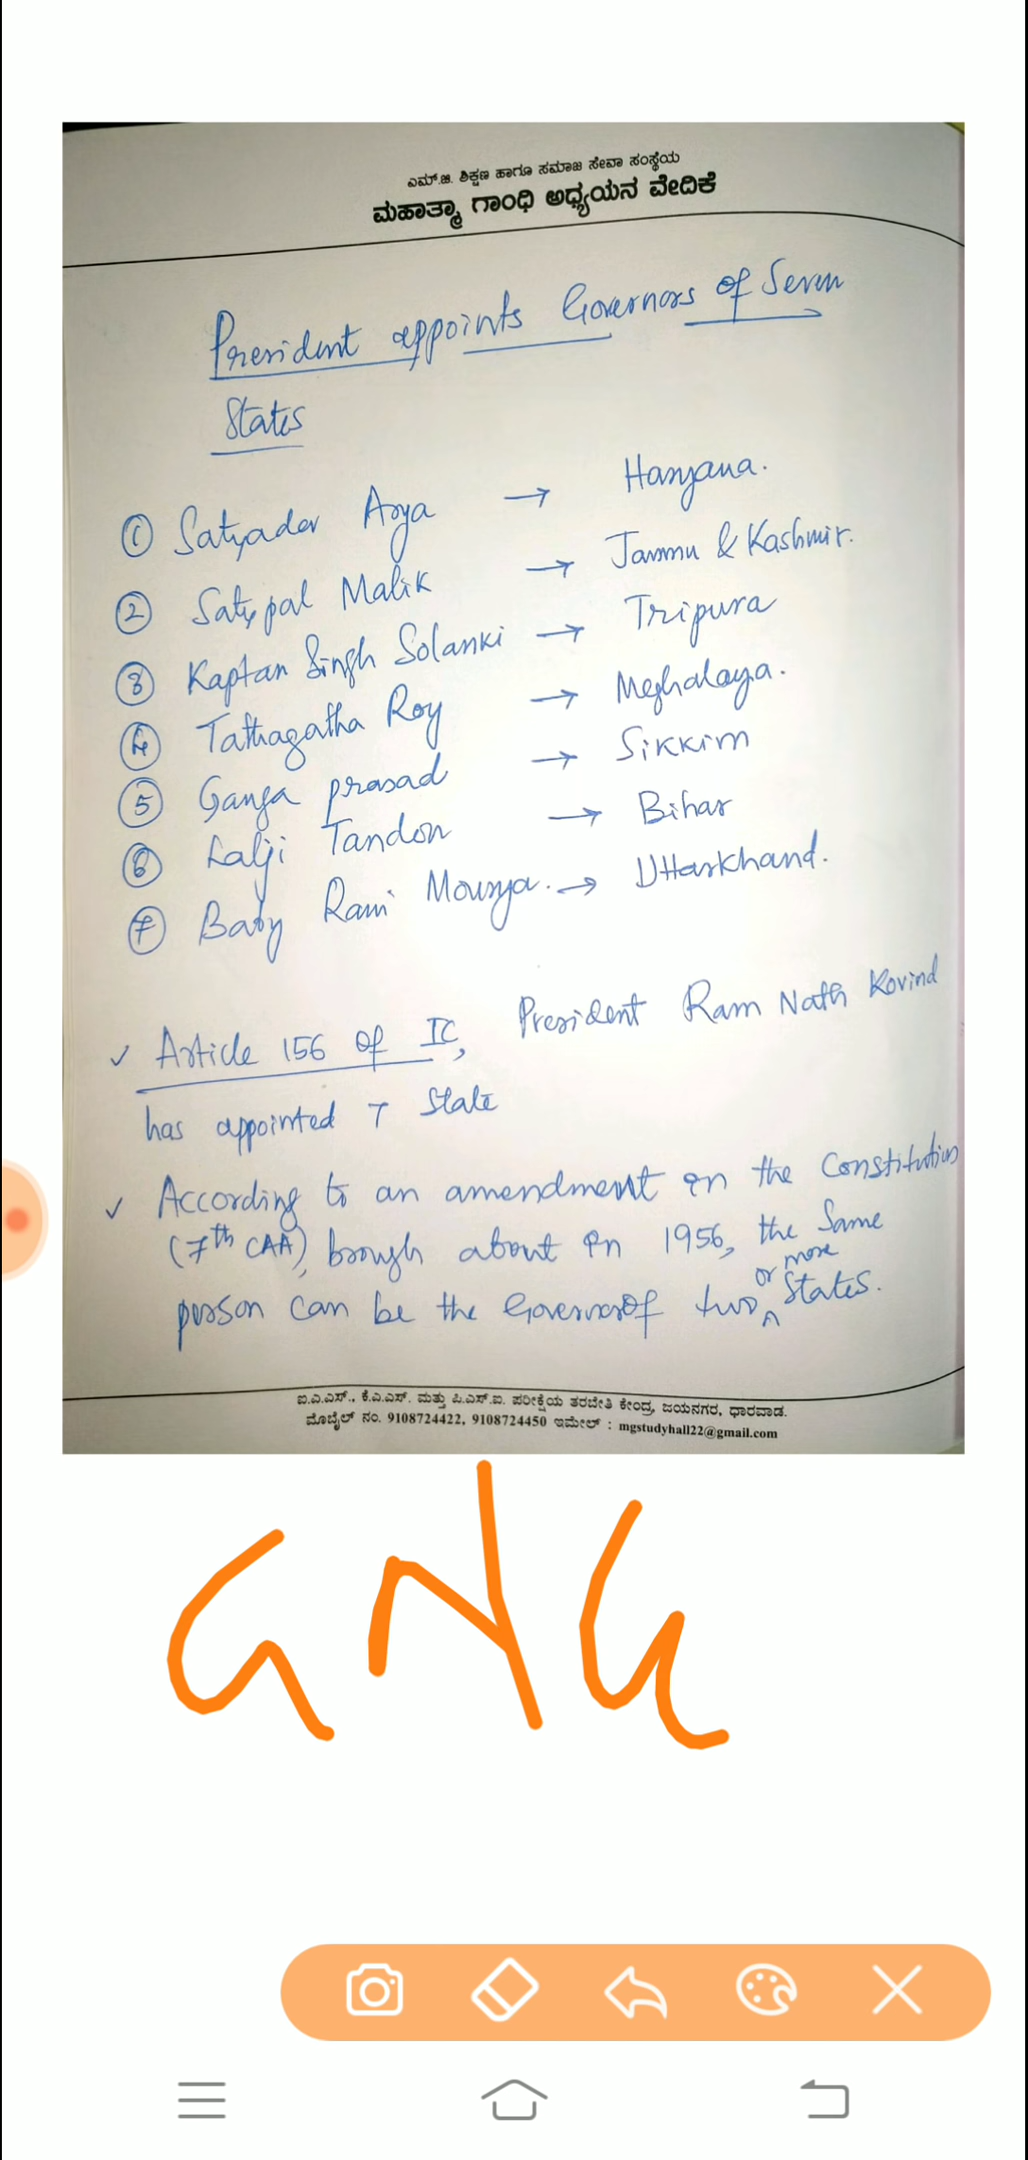 ಎಮ್.ಜಿ. ಶಿಕ್ಷಣ ಹಾಗೂ ಸಮಾಜ ಸೇವಾ ಸಂಸ್ಥೆಯ
ಮಹಾತ್ಮಾ ಗಾಂಧಿ ಅಧ್ಯಯನ ವೇದಿಕೆ
President appoints Governors of Seven
States
① Satyadev Arya → Haryana.
② Satypal Malik → Jammu & Kashmir.
③ Kaptan Singh Solanki → Tripura
④ Tathagatha Roy → Meghalaya.
⑤ Ganga prasad → Sikkim
⑥ Lalji Tandon → Bihar
⑦ Baby Rani Mourya. → Uttarkhand.
✓ Article 156 of IC, President Ram Nath Kovind
has appointed 7 State
✓ According to an amendment in the Constitution
(7th CAA), brough about in 1956, the Same
person can be the Governor of two or more States.
ಐ.ಎ.ಎಸ್., ಕೆ.ಎ.ಎಸ್. ಮತ್ತು ಪಿ.ಎಸ್.ಐ. ಪರೀಕ್ಷೆಯ ತರಬೇತಿ ಕೇಂದ್ರ, ಜಯನಗರ, ಧಾರವಾಡ.
ಮೊಬೈಲ್ ನಂ. 9108724422, 9108724450 ಇಮೇಲ್ : mgstudyhall22@gmail.com